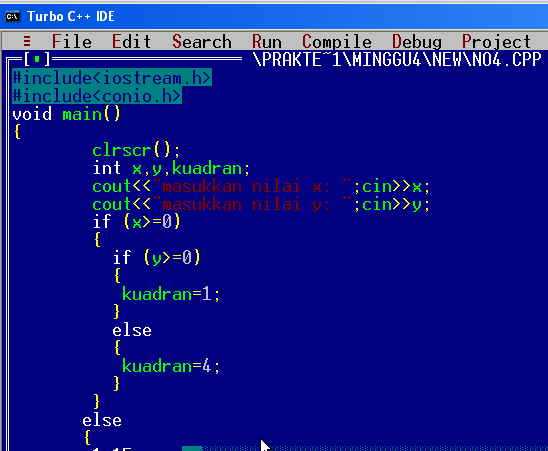 Turbo C++ IDE
≡ File Edit Search Run Compile Debug Project
[■] \PRAKTE~1\MINGGU4\NEW\NO4.CPP
#include<iostream.h>
#include<conio.h>
void main()
{
clrscr();
int x,y,kuadran;
cout<<"masukkan nilai x: ";cin>>x;
cout<<"masukkan nilai y: ";cin>>y;
if (x>=0)
{
if (y>=0)
{
kuadran=1;
}
else
{
kuadran=4;
}
}
else
{